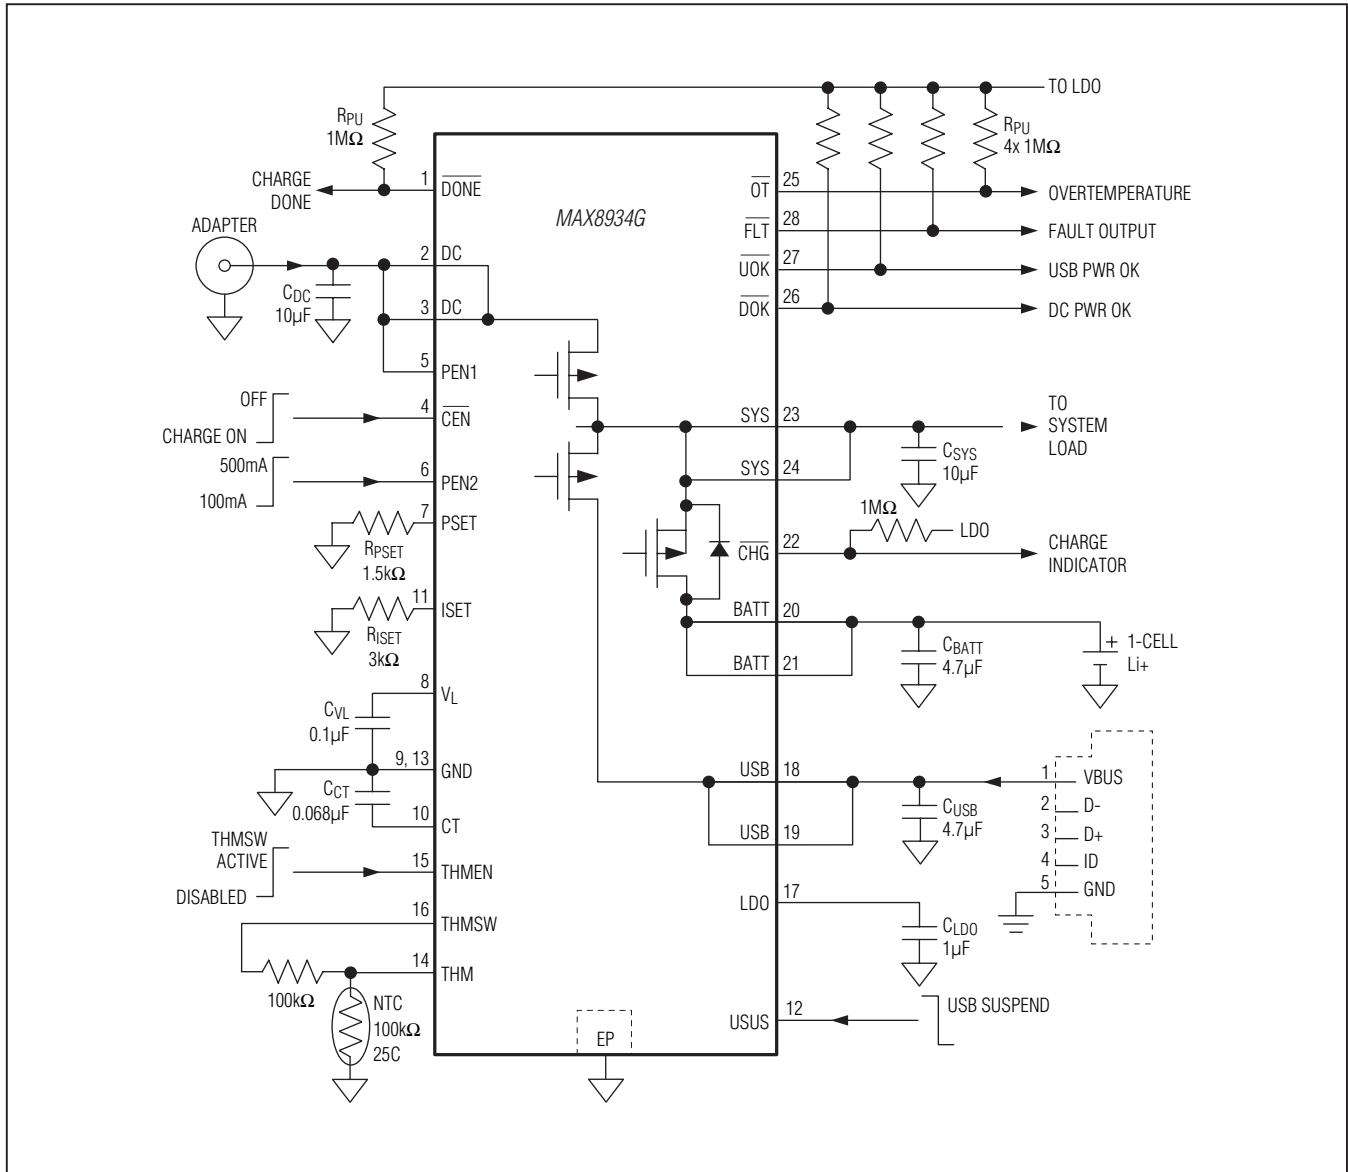 TO LDO
RPU
1MΩ
RPU
4x 1MΩ
CHARGE
DONE
1
DONE
MAX8934G
OT
25
OVERTEMPERATURE
ADAPTER
FLT
28
FAULT OUTPUT
2
DC
UOK
27
USB PWR OK
CDC
10µF
3
DC
DOK
26
DC PWR OK
5
PEN1
OFF
CHARGE ON
4
CEN
SYS
23
TO
SYSTEM
LOAD
CSYS
10µF
500mA
100mA
6
PEN2
SYS
24
7
PSET
RPSET
1.5kΩ
1MΩ
LDO
CHG
22
CHARGE
INDICATOR
11
ISET
RISET
3kΩ
BATT
20
CBATT
4.7µF
+
1-CELL
Li+
BATT
21
8
VL
CVL
0.1µF
9, 13
GND
CCT
0.068µF
10
CT
USB
18
CUSB
4.7µF
USB
19
1
VBUS
2
D-
3
D+
4
ID
5
GND
THMSW
ACTIVE
DISABLED
15
THMEN
LDO
17
CLDO
1µF
16
THMSW
14
THM
100kΩ
NTC
100kΩ
25C
EP
USUS
12
USB SUSPEND